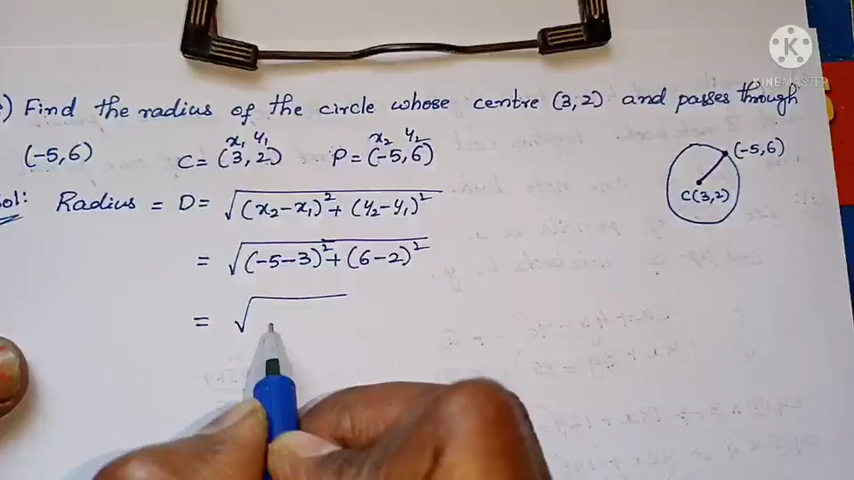 ) Find the radius of the circle whose centre (3,2) and passes through
(-5,6)
x₁ y₁
C = (3,2)
x₂ y₂
P = (-5,6)
Sol: Radius = D = √(x₂-x₁)² + (y₂-y₁)²
= √(-5-3)² + (6-2)²
= √
(-5,6)
C(3,2)
K
KINEMASTER